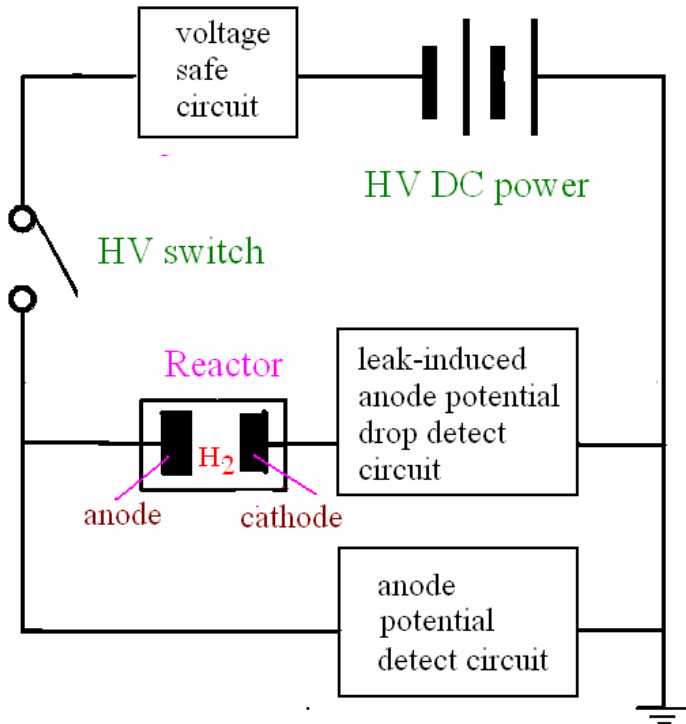 voltage
safe
circuit
HV DC power
HV switch
Reactor
leak-induced
anode potential
drop detect
circuit
H2
anode
cathode
anode
potential
detect circuit